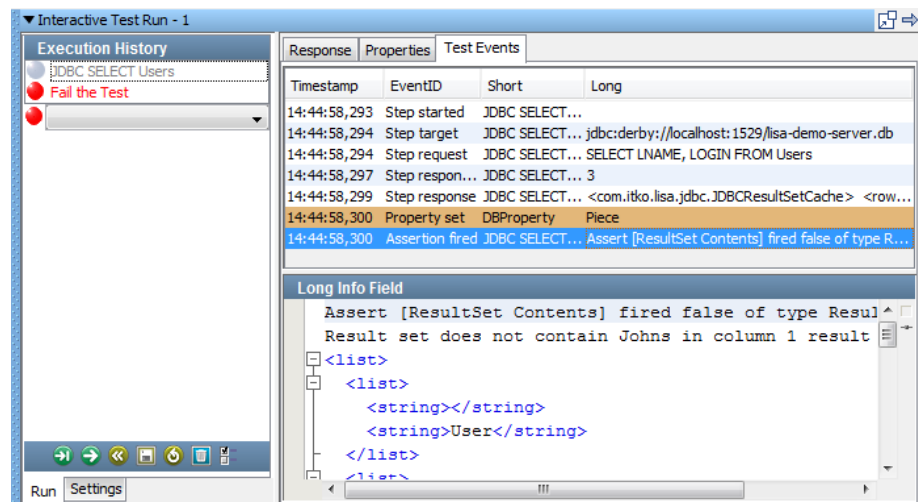 Interactive Test Run - 1
Execution History
JDBC SELECT Users
Fail the Test
Run Settings
Response Properties Test Events
Timestamp EventID Short Long
14:44:58,293 Step started JDBC SELECT...
14:44:58,294 Step target JDBC SELECT... jdbc:derby://localhost:1529/lisa-demo-server.db
14:44:58,294 Step request JDBC SELECT... SELECT LNAME, LOGIN FROM Users
14:44:58,297 Step respon... JDBC SELECT... 3
14:44:58,299 Step response JDBC SELECT... <com.itko.lisa.jdbc.JDBCResultSetCache> <row...
14:44:58,300 Property set DBProperty Piece
14:44:58,300 Assertion fired JDBC SELECT... Assert [ResultSet Contents] fired false of type R...
Long Info Field
Assert [ResultSet Contents] fired false of type Resul
Result set does not contain Johns in column 1 result
<list>
<list>
<string></string>
<string>User</string>
</list>
<list>